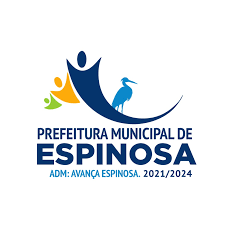 PREFEITURA MUNICIPAL DE
ESPINOSA
ADM: AVANÇA ESPINOSA. 2021/2024